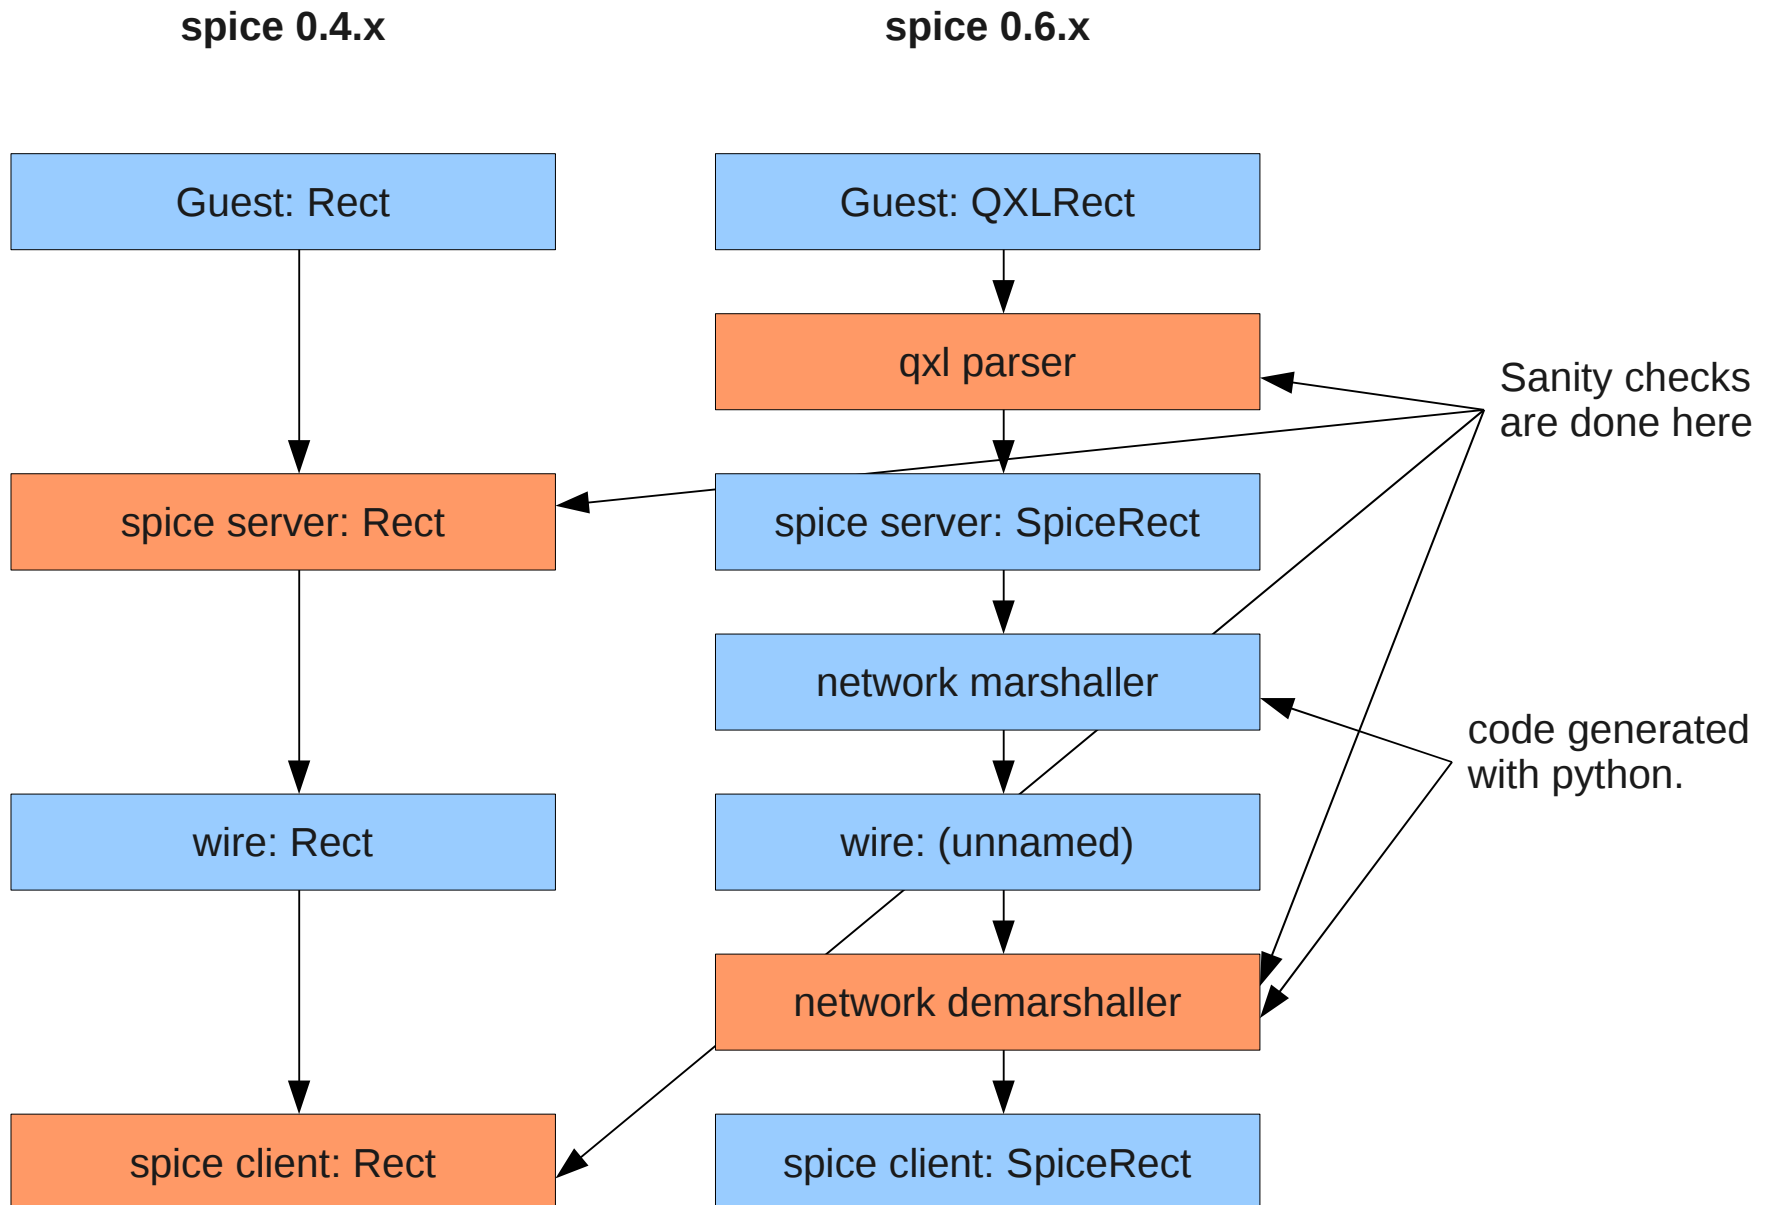 spice 0.4.x
spice 0.6.x
Guest: Rect
Guest: QXLRect
qxl parser
Sanity checks
are done here
spice server: Rect
spice server: SpiceRect
network marshaller
code generated
with python.
wire: Rect
wire: (unnamed)
network demarshaller
spice client: Rect
spice client: SpiceRect